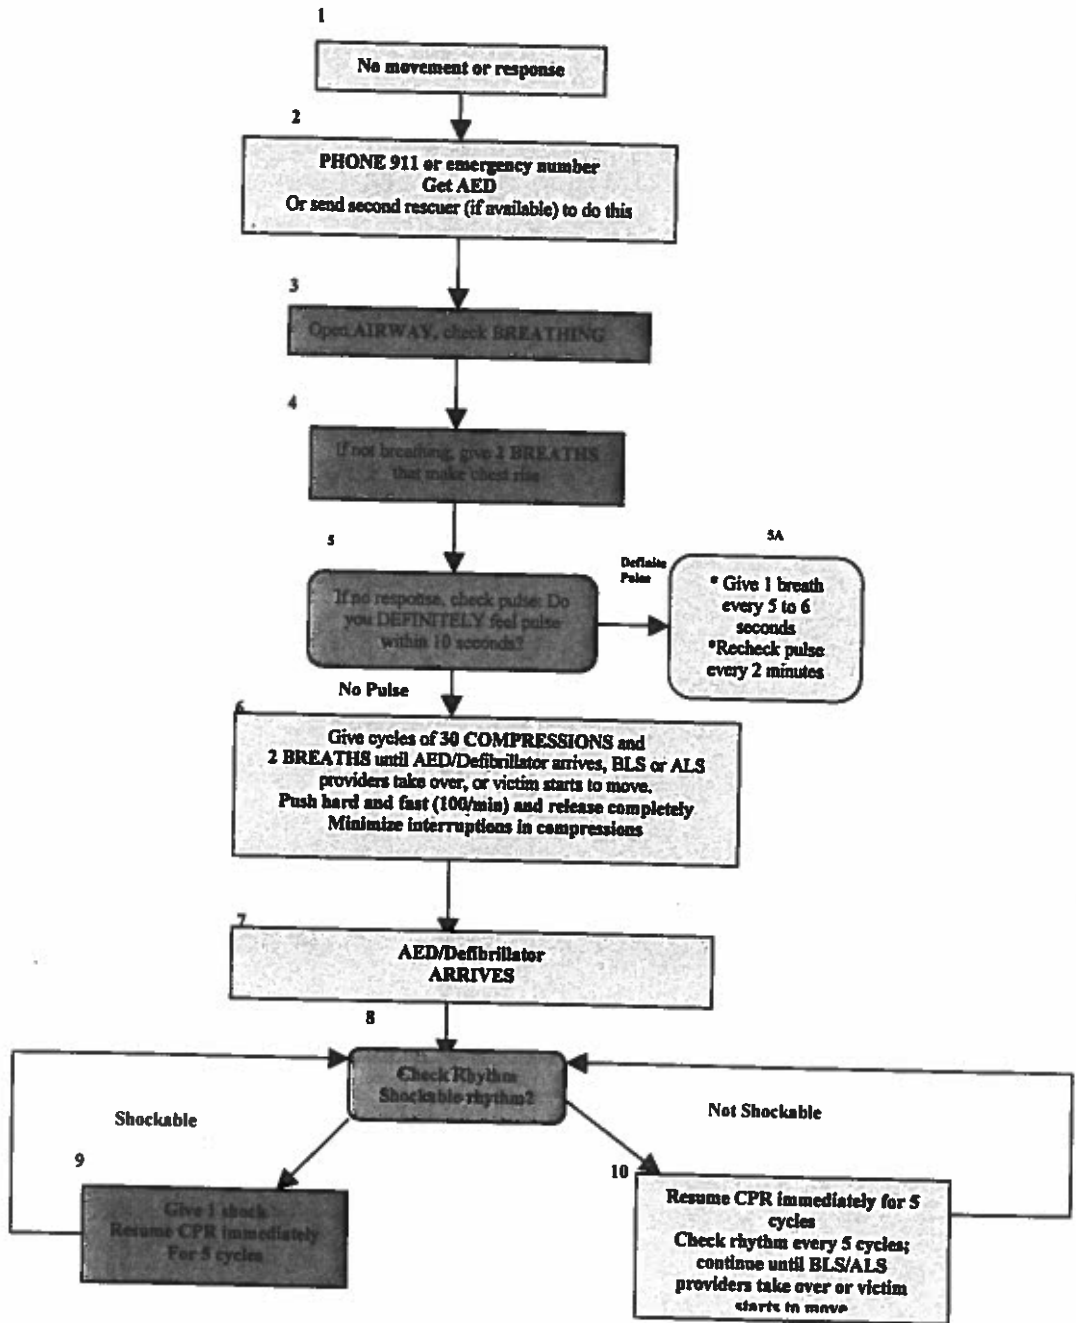 1
No movement or response
2
PHONE 911 or emergency number
Get AED
Or send second rescuer (if available) to do this
3
Open AIRWAY, check BREATHING
4
If not breathing, give 2 BREATHS
that make chest rise
5
If no response, check pulse: Do
you DEFINITELY feel pulse
within 10 seconds?
Definite
Pulse
5A
* Give 1 breath
every 5 to 6
seconds
*Recheck pulse
every 2 minutes
No Pulse
6
Give cycles of 30 COMPRESSIONS and
2 BREATHS until AED/Defibrillator arrives, BLS or ALS
providers take over, or victim starts to move.
Push hard and fast (100/min) and release completely
Minimize interruptions in compressions
7
AED/Defibrillator
ARRIVES
8
Check Rhythm
Shockable rhythm?
Shockable
Not Shockable
9
Give 1 shock
Resume CPR immediately
For 5 cycles
10
Resume CPR immediately for 5
cycles
Check rhythm every 5 cycles;
continue until BLS/ALS
providers take over or victim
starts to move